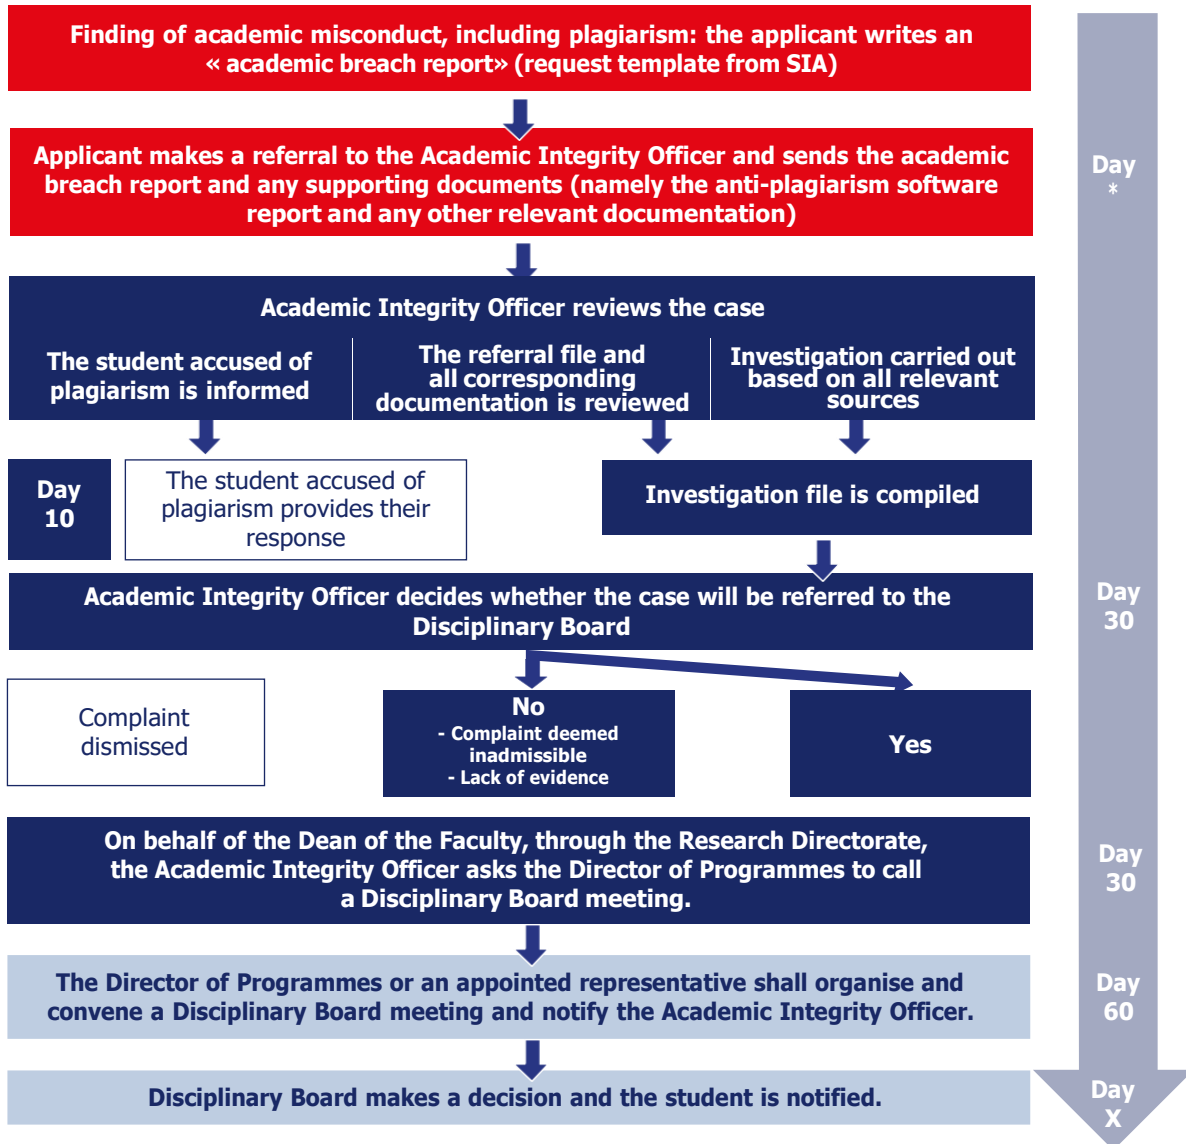 Finding of academic misconduct, including plagiarism: the applicant writes an
« academic breach report» (request template from SIA)
Applicant makes a referral to the Academic Integrity Officer and sends the academic
breach report and any supporting documents (namely the anti-plagiarism software
report and any other relevant documentation)
Day
*
Academic Integrity Officer reviews the case
The student accused of
plagiarism is informed
The referral file and
all corresponding
documentation is reviewed
Investigation carried out
based on all relevant
sources
Day
10
The student accused of
plagiarism provides their
response
Investigation file is compiled
Academic Integrity Officer decides whether the case will be referred to the
Disciplinary Board
Day
30
Complaint
dismissed
No
- Complaint deemed
inadmissible
- Lack of evidence
Yes
On behalf of the Dean of the Faculty, through the Research Directorate,
the Academic Integrity Officer asks the Director of Programmes to call
a Disciplinary Board meeting.
Day
30
The Director of Programmes or an appointed representative shall organise and
convene a Disciplinary Board meeting and notify the Academic Integrity Officer.
Day
60
Disciplinary Board makes a decision and the student is notified.
Day
X